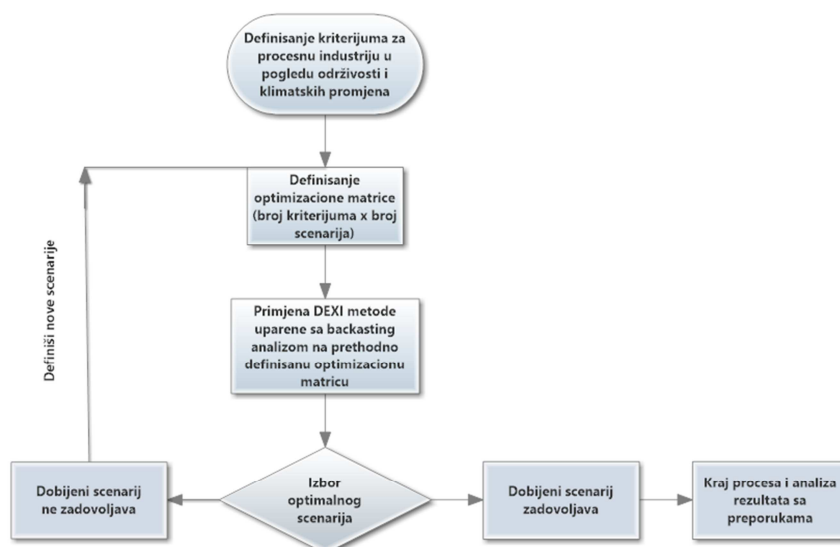 Definisanje kriterijuma za
procesnu industriju u
pogledu održivosti i
klimatskih promjena
Definisanje
optimizacione matrice
(broj kriterijuma x broj
scenarija)
Definiši nove scenarije
Primjena DEXI metode
uparene sa backasting
analizom na prethodno
definisanu optimizacionu
matricu
Izbor
optimalnog
scenarija
Dobijeni scenarij
ne zadovoljava
Dobijeni scenarij
zadovoljava
Kraj procesa i analiza
rezultata sa
preporukama